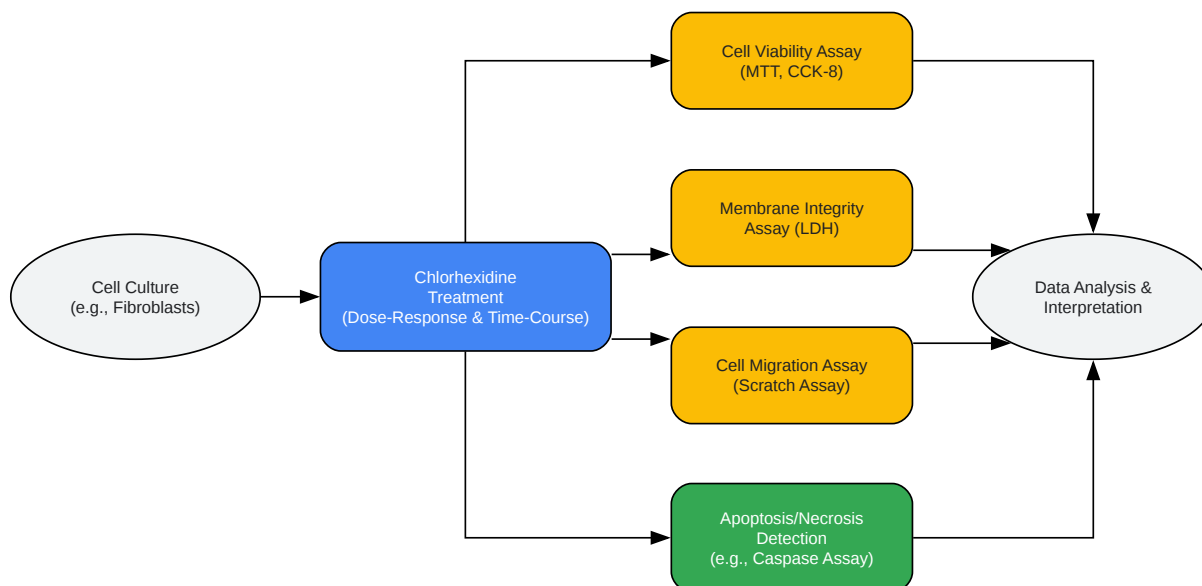 Cell Viability Assay
(MTT, CCK-8)
Membrane Integrity
Assay (LDH)
Cell Culture
(e.g., Fibroblasts)
Chlorhexidine
Treatment
(Dose-Response & Time-Course)
Data Analysis &
Interpretation
Cell Migration Assay
(Scratch Assay)
Apoptosis/Necrosis
Detection
(e.g., Caspase Assay)